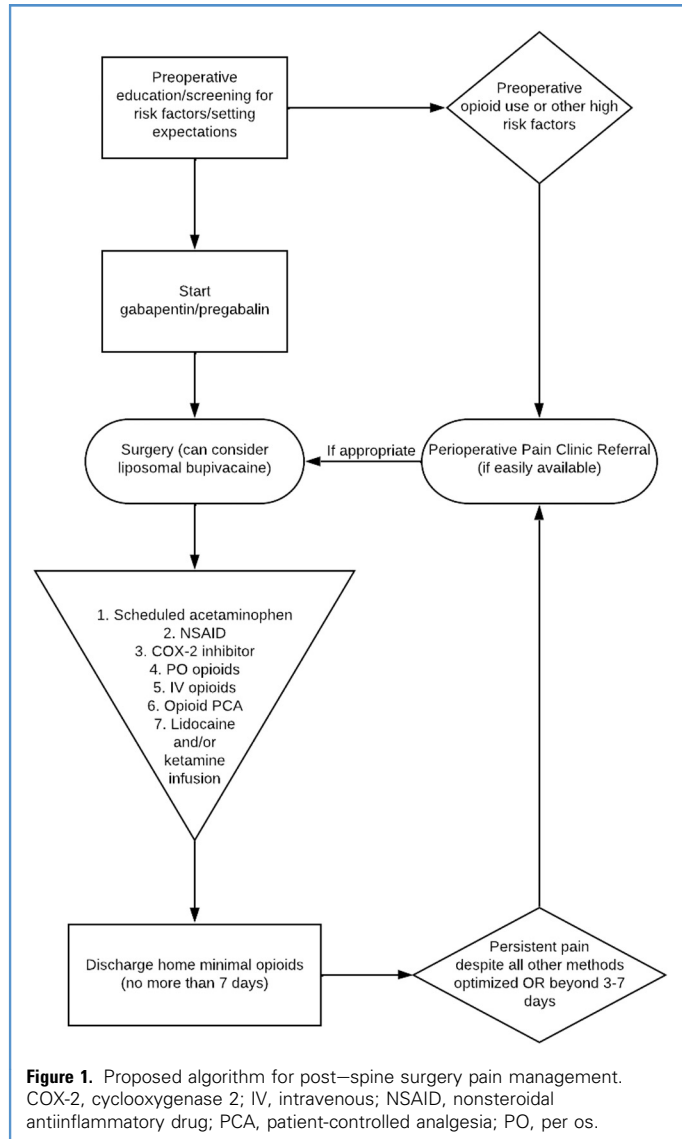 Preoperative
education/screening for
risk factors/setting
expectations
Preoperative
opioid use or other high
risk factors
Start
gabapentin/pregabalin
Surgery (can consider
liposomal bupivacaine)
If appropriate
Perioperative Pain Clinic Referral
(if easily available)
1. Scheduled acetaminophen
2. NSAID
3. COX-2 inhibitor
4. PO opioids
5. IV opioids
6. Opioid PCA
7. Lidocaine
and/or
ketamine
infusion
Discharge home minimal opioids
(no more than 7 days)
Persistent pain
despite all other methods
optimized OR beyond 3-7
days
Figure 1. Proposed algorithm for post—spine surgery pain management.
COX-2, cyclooxygenase 2; IV, intravenous; NSAID, nonsteroidal
antiinflammatory drug; PCA, patient-controlled analgesia; PO, per os.